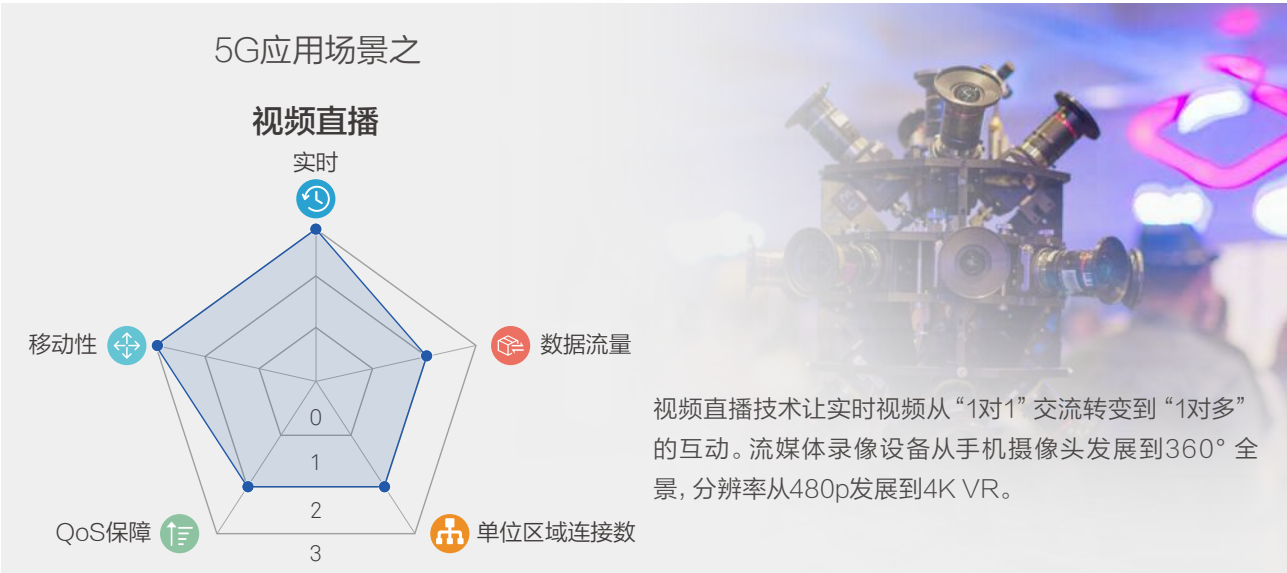 5G应用场景之
视频直播
实时
移动性
数据流量
0
1
2
3
QoS保障
单位区域连接数
视频直播技术让实时视频从“1对1”交流转变到“1对多”
的互动。流媒体录像设备从手机摄像头发展到360°全
景,分辨率从480p发展到4K VR。